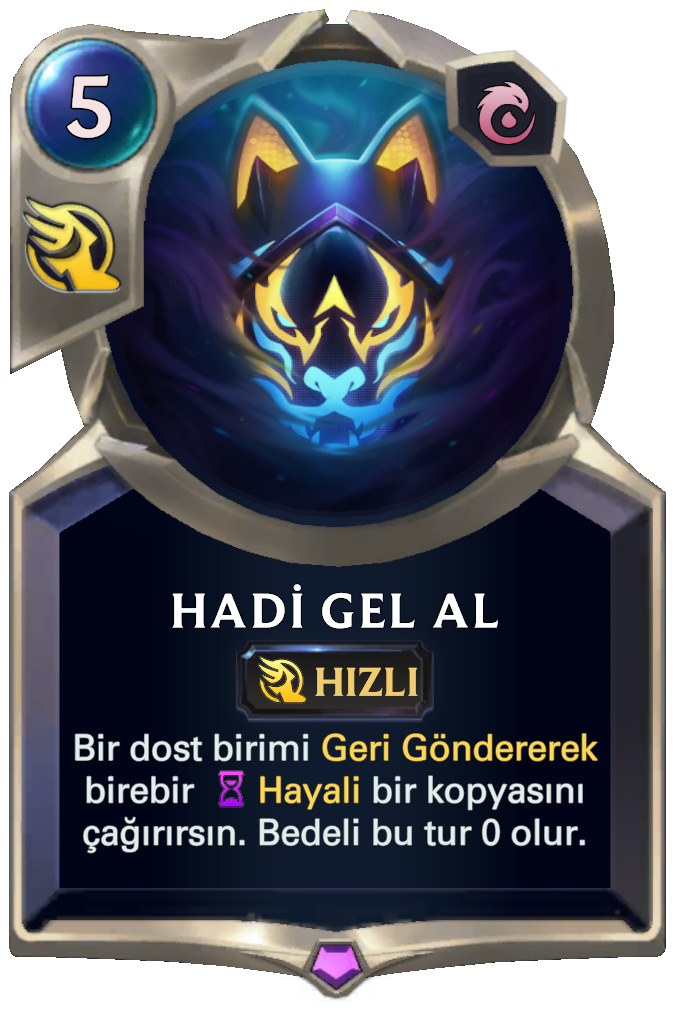 5
HADİ GEL AL
HIZLI
Bir dost birimi Geri Göndererek
birebir Hayali bir kopyasını
çağırırsın. Bedeli bu tur 0 olur.